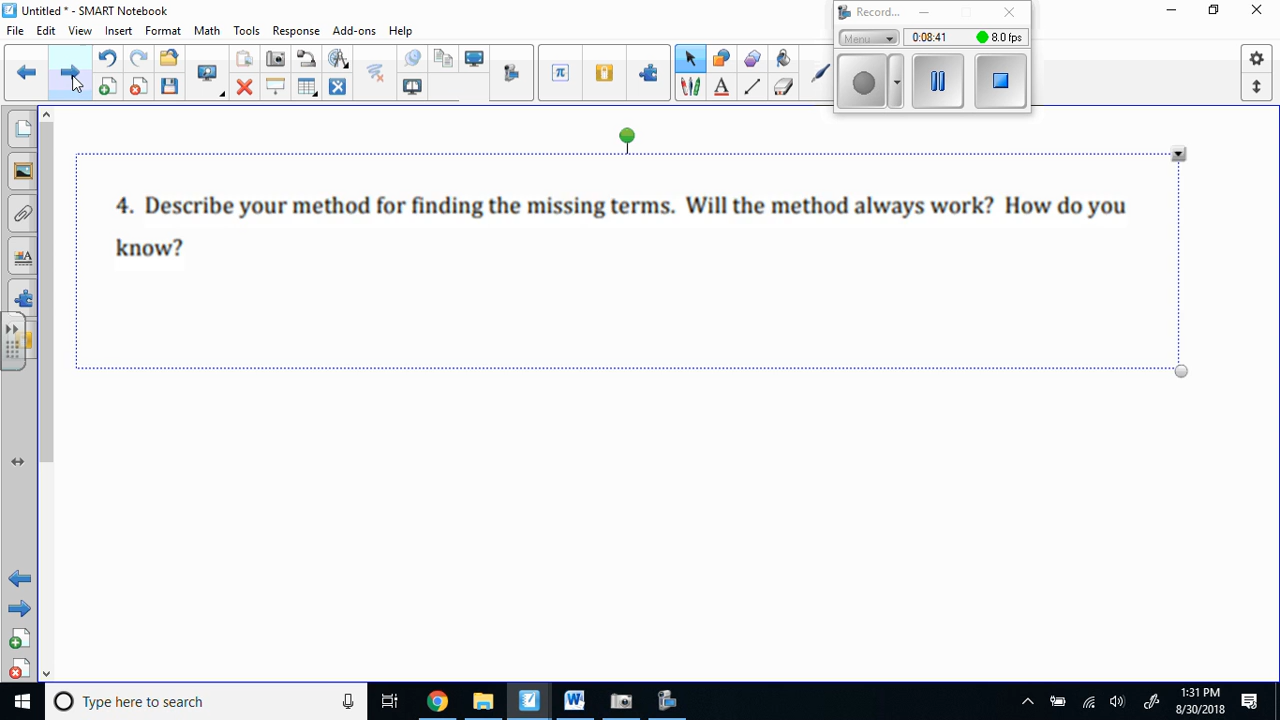 Untitled * - SMART Notebook
Record...
File Edit View Insert Format Math Tools Response Add-ons Help
Menu 0:08:41 8.0 fps
π
A
4. Describe your method for finding the missing terms. Will the method always work? How do you
know?
Type here to search
1:31 PM
8/30/2018